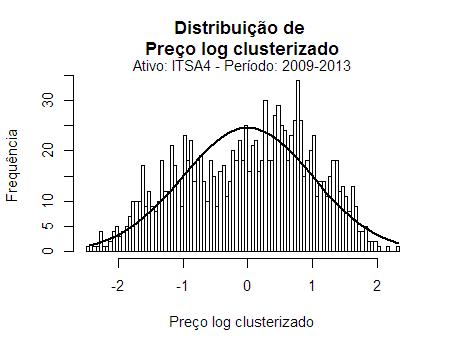 Distribuição de
Preço log clusterizado
Ativo: ITSA4 - Período: 2009-2013
Frequência
30
20
10
5
0
-2
-1
0
1
2
Preço log clusterizado